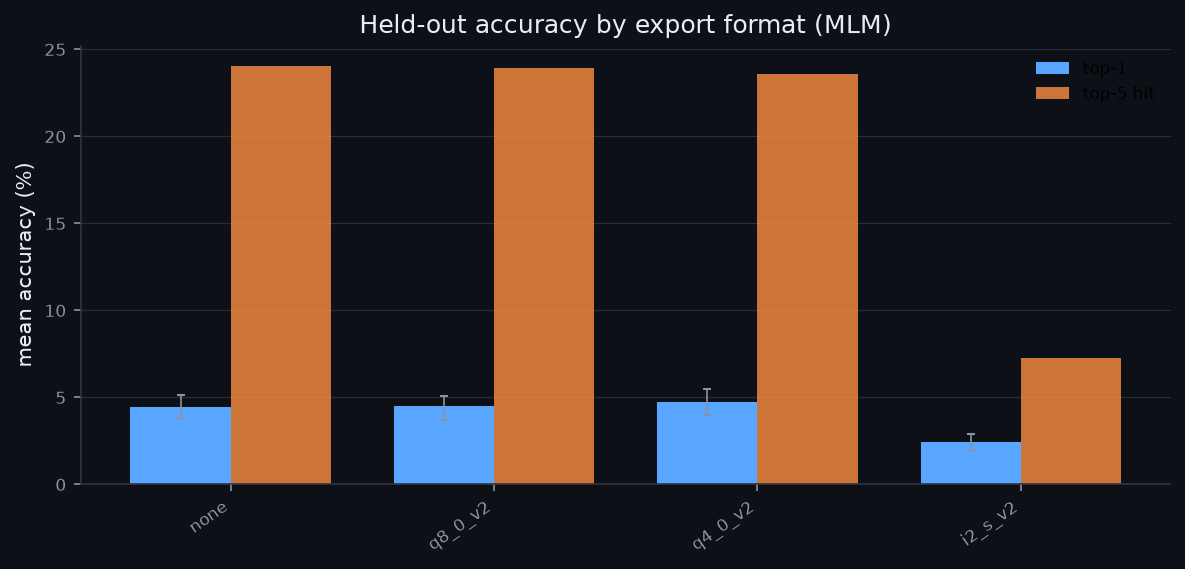 Held-out accuracy by export format (MLM)
top-1
top-5 hit
mean accuracy (%)
25
20
15
10
5
0
none
q8_0_v2
q4_0_v2
i2_s_v2